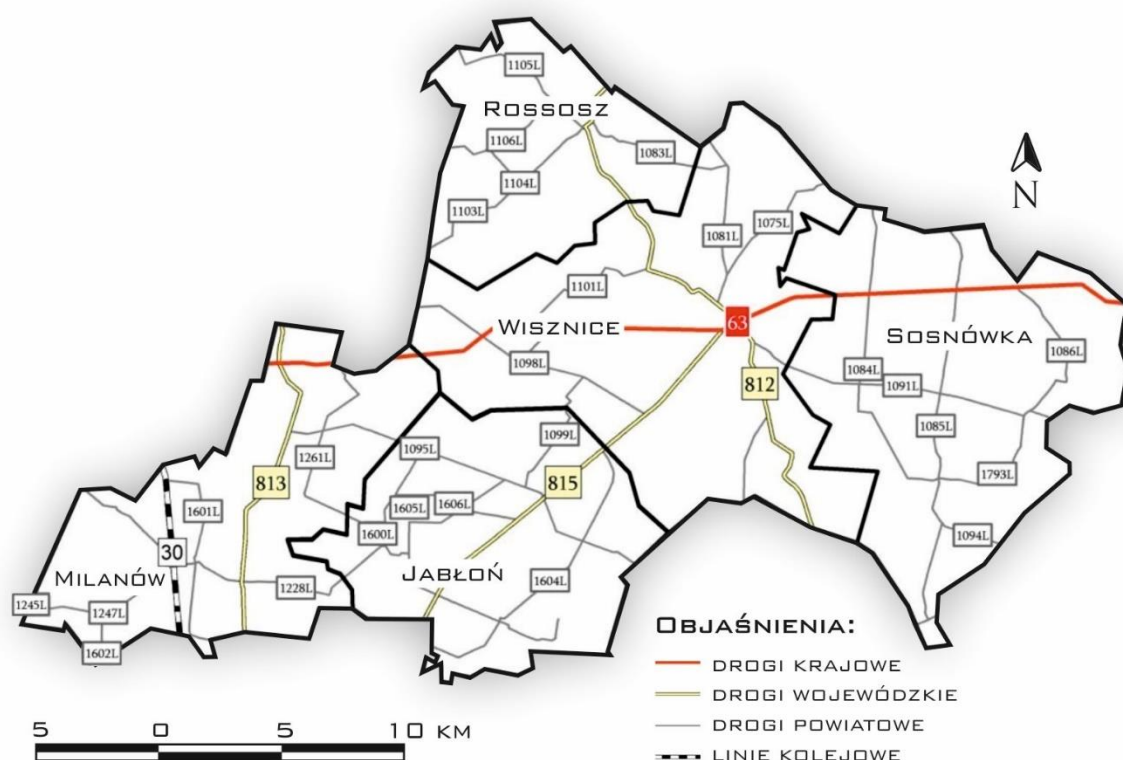 1105L
ROSSOSZ
1106L
1083L
1104L
N
1103L
1081L
1075L
1101L
WISZNICE
63
SOSNÓWKA
1098L
1084L
1086L
812
1091L
1099L
1085L
1095L
1261L
813
815
1793L
1601L
1605L
1606L
1600L
1094L
30
MILANÓW
JABŁOŃ
1228L
1604L
1245L
1247L
1602L
OBJAŚNIENIA:
DROGI KRAJOWE
DROGI WOJEWÓDZKIE
DROGI POWIATOWE
LINIE KOLEJOWE
5 0 5 10 KM